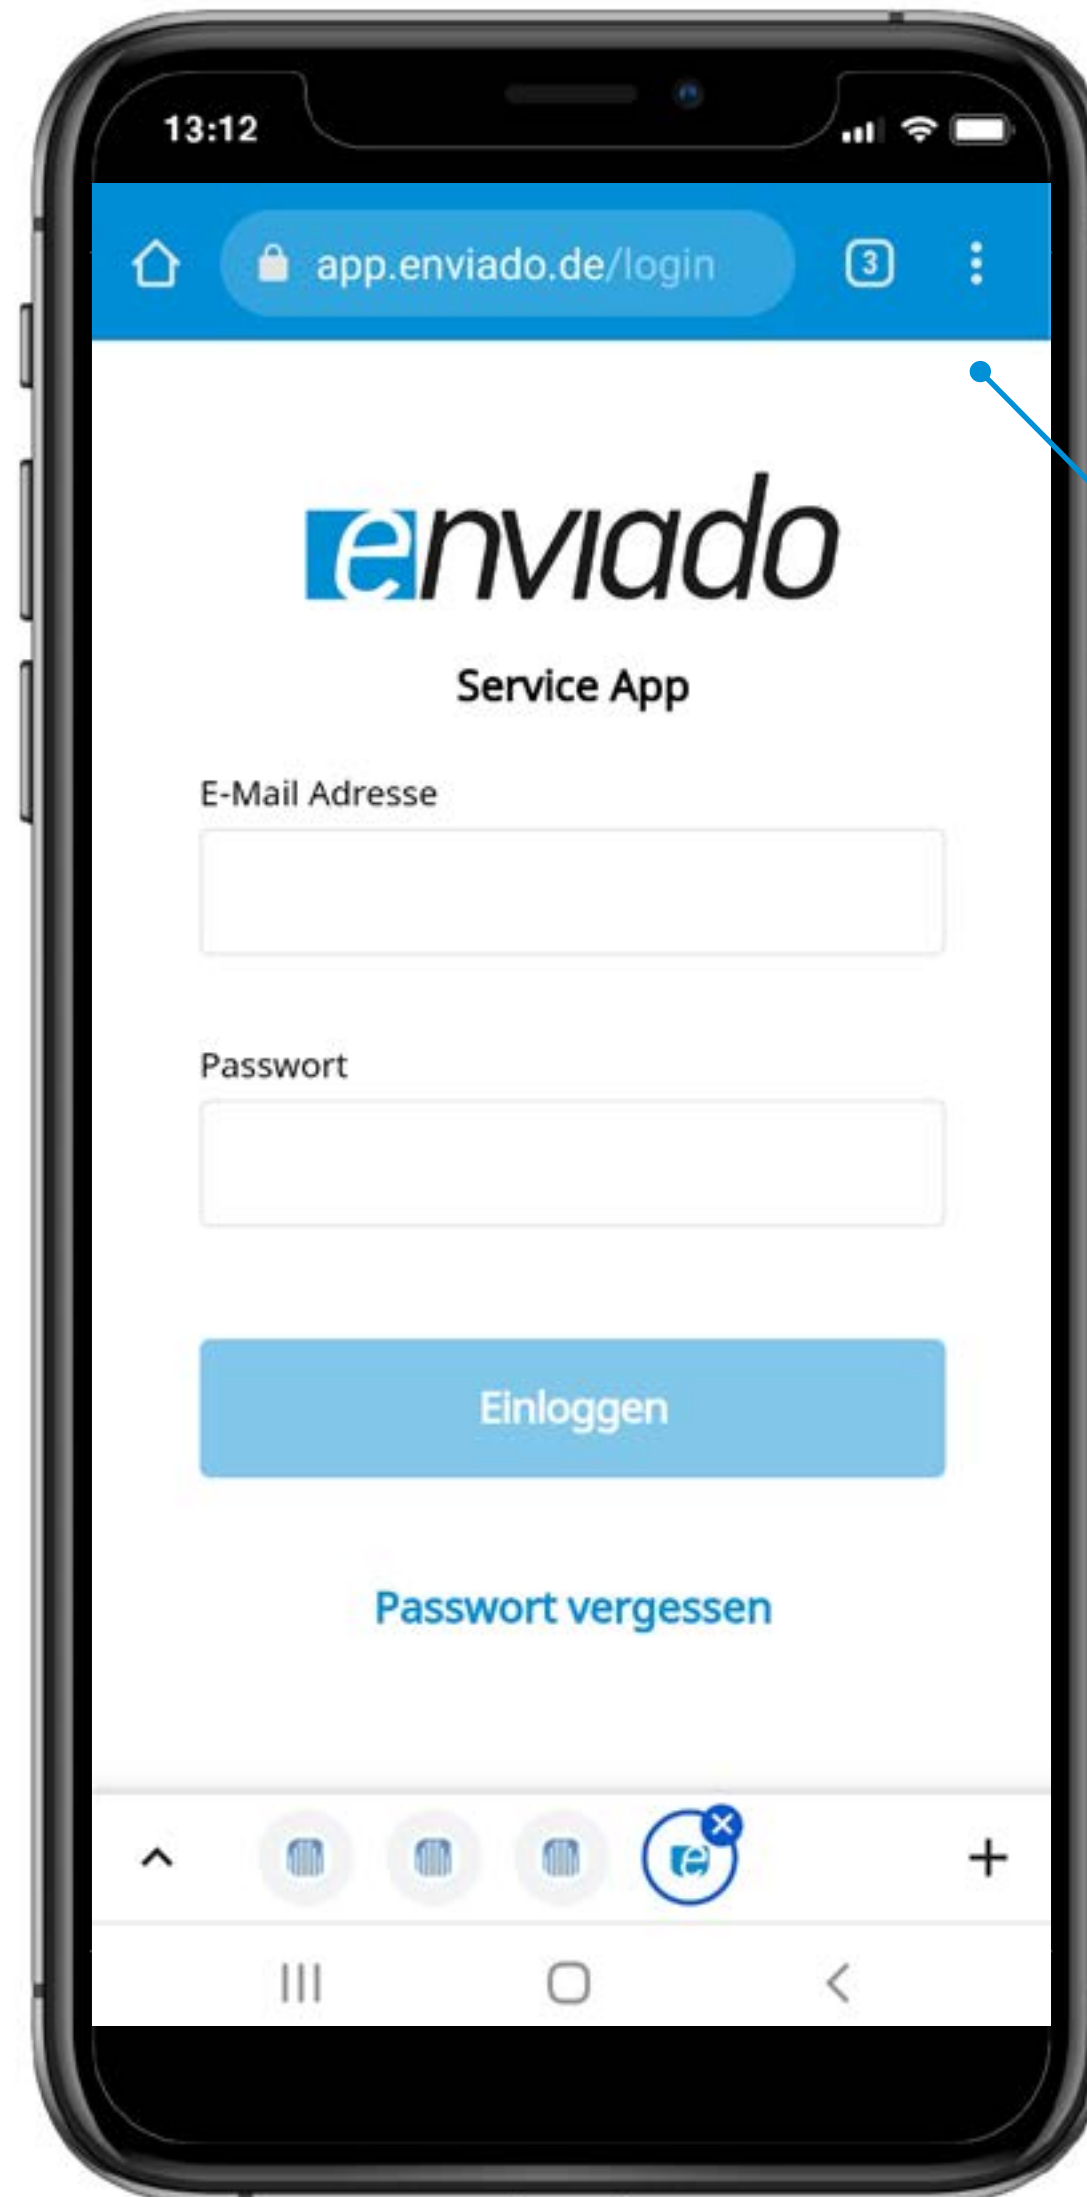 13:12
app.enviado.de/login
3
enviado
Service App
E-Mail Adresse
Passwort
Einloggen
Passwort vergessen
e